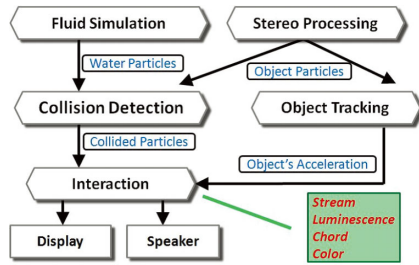 Fluid Simulation
Stereo Processing
Water Particles
Object Particles
Collision Detection
Object Tracking
Collided Particles
Object's Acceleration
Interaction
Stream
Luminescence
Chord
Color
Display
Speaker